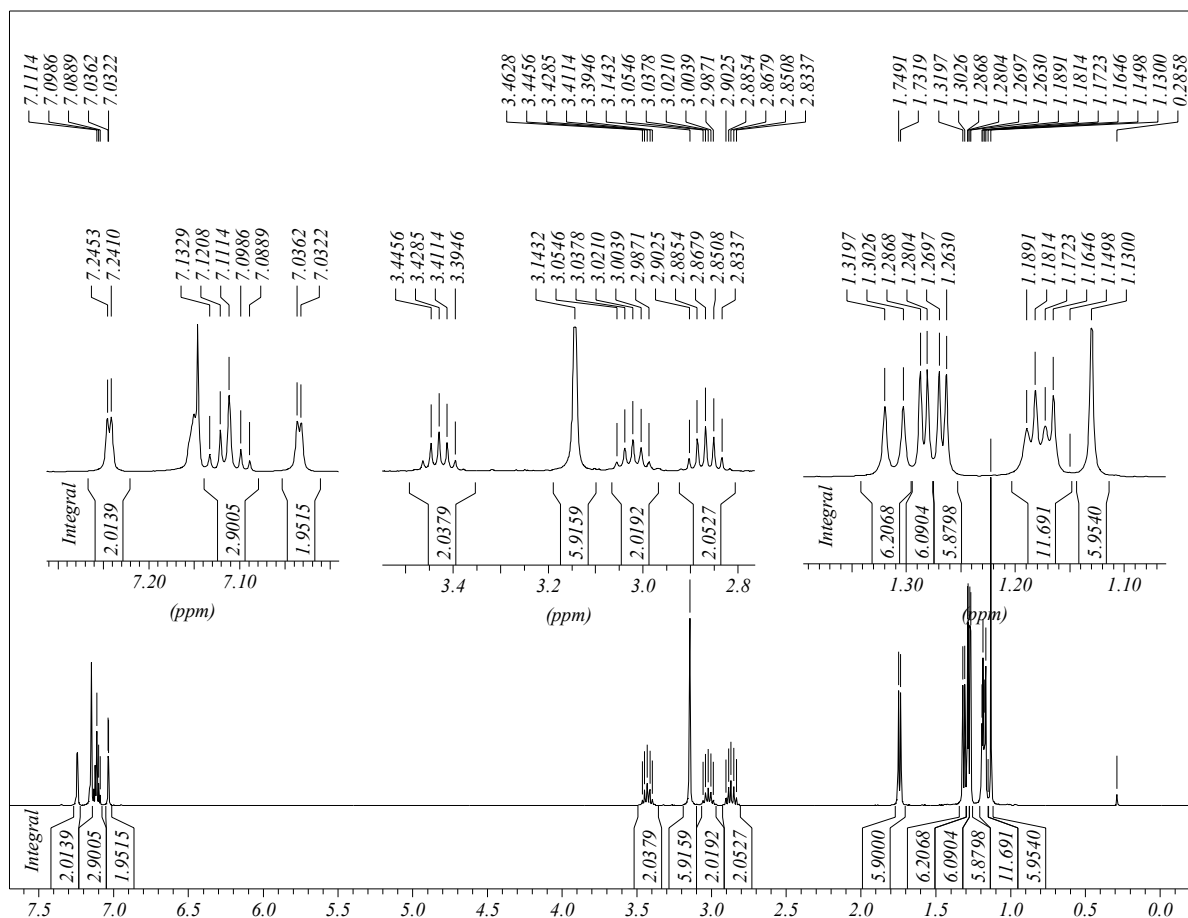 7.1114 7.0986 7.0889 7.0362 7.0322 3.4628 3.4456 3.4285 3.4114 3.3946 3.1432 3.0546 3.0378 3.0210 3.0039 2.9871 2.9025 2.8854 2.8679 2.8508 2.8337 1.7491 1.7319 1.3197 1.3026 1.2868 1.2804 1.2697 1.2630 1.1891 1.1814 1.1723 1.1646 1.1498 1.1300 0.2858
7.2453 7.2410 7.1329 7.1208 7.1114 7.0986 7.0889 7.0362 7.0322
3.4456 3.4285 3.4114 3.3946 3.1432 3.0546 3.0378 3.0210 3.0039 2.9871 2.9025 2.8854 2.8679 2.8508 2.8337
1.3197 1.3026 1.2868 1.2804 1.2697 1.2630 1.1891 1.1814 1.1723 1.1646 1.1498 1.1300
Integral 2.0139 2.9005 1.9515
7.20 7.10
(ppm)
2.0379 5.9159 2.0192 2.0527
3.4 3.2 3.0 2.8
(ppm)
Integral 6.2068 6.0904 5.8798 11.691 5.9540
1.30 1.20 1.10
(ppm)
Integral 2.0139 2.9005 1.9515 2.0379 5.9159 2.0192 2.0527 5.9000 6.2068 6.0904 5.8798 11.691 5.9540
7.5 7.0 6.5 6.0 5.5 5.0 4.5 4.0 3.5 3.0 2.5 2.0 1.5 1.0 0.5 0.0